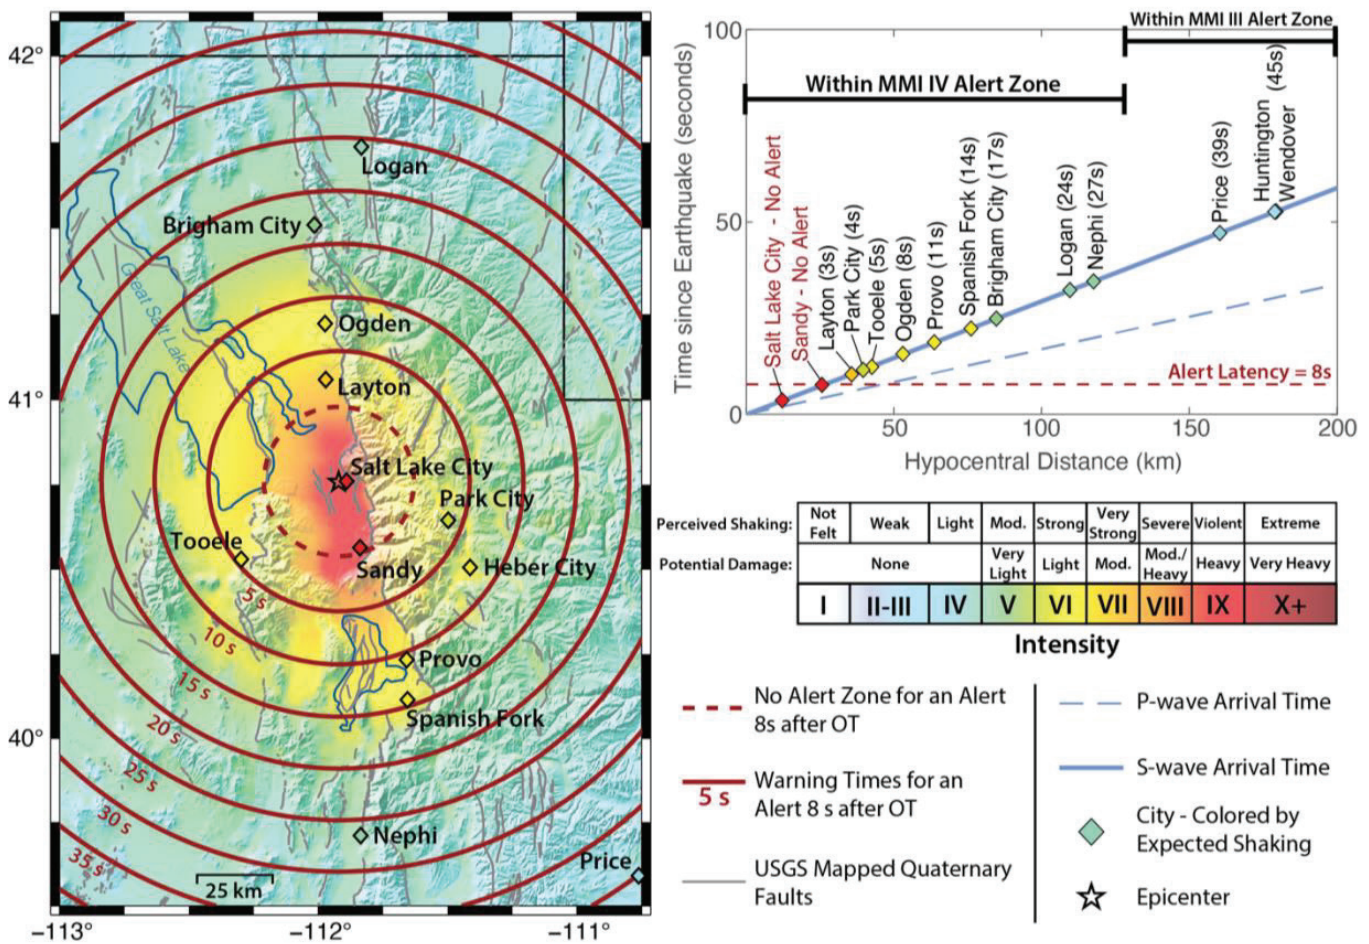 42°
41°
40°
-113°
-112°
-111°
Logan
Brigham City
Great Salt Lake
Ogden
Layton
Salt Lake City
Park City
Tooele
Sandy
Heber City
5 s
10 s
15 s
20 s
25 s
30 s
35 s
Provo
Spanish Fork
Nephi
Price
25 km
Within MMI III Alert Zone
Within MMI IV Alert Zone
Time since Earthquake (seconds)
100
50
0
Salt Lake City - No Alert
Sandy - No Alert
Layton (3s)
Park City (4s)
Tooele (5s)
Ogden (8s)
Provo (11s)
Spanish Fork (14s)
Brigham City (17s)
Logan (24s)
Nephi (27s)
Price (39s)
Huntington (45s)
Wendover
Alert Latency = 8s
50
100
150
200
Hypocentral Distance (km)
Perceived Shaking: Not Felt Weak Light Mod. Strong Very Strong Severe Violent Extreme
Potential Damage: None Very Light Light Mod. Mod./ Heavy Heavy Very Heavy
I II-III IV V VI VII VIII IX X+
Intensity
No Alert Zone for an Alert
8s after OT
5 s
Warning Times for an
Alert 8 s after OT
USGS Mapped Quaternary
Faults
P-wave Arrival Time
S-wave Arrival Time
City - Colored by
Expected Shaking
Epicenter